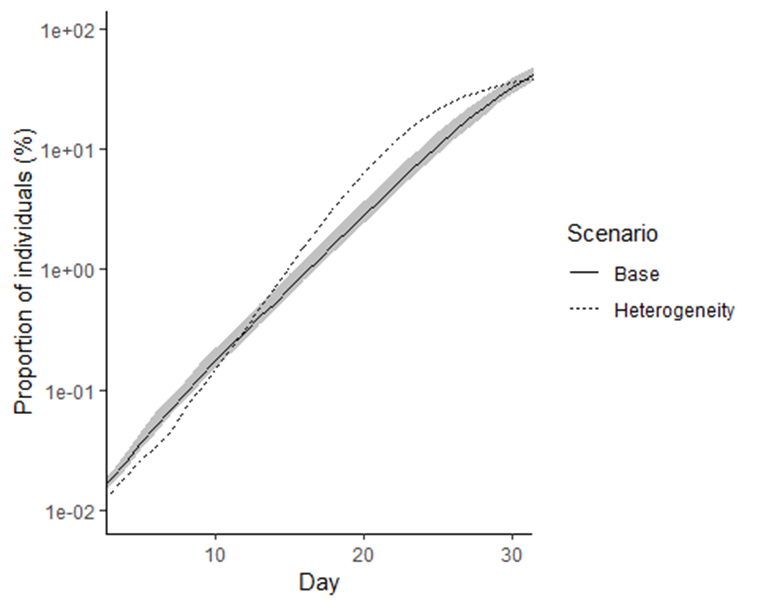 Proportion of individuals (%)
1e+02
1e+01
1e+00
1e-01
1e-02
10 20 30
Day
Scenario
Base
Heterogeneity